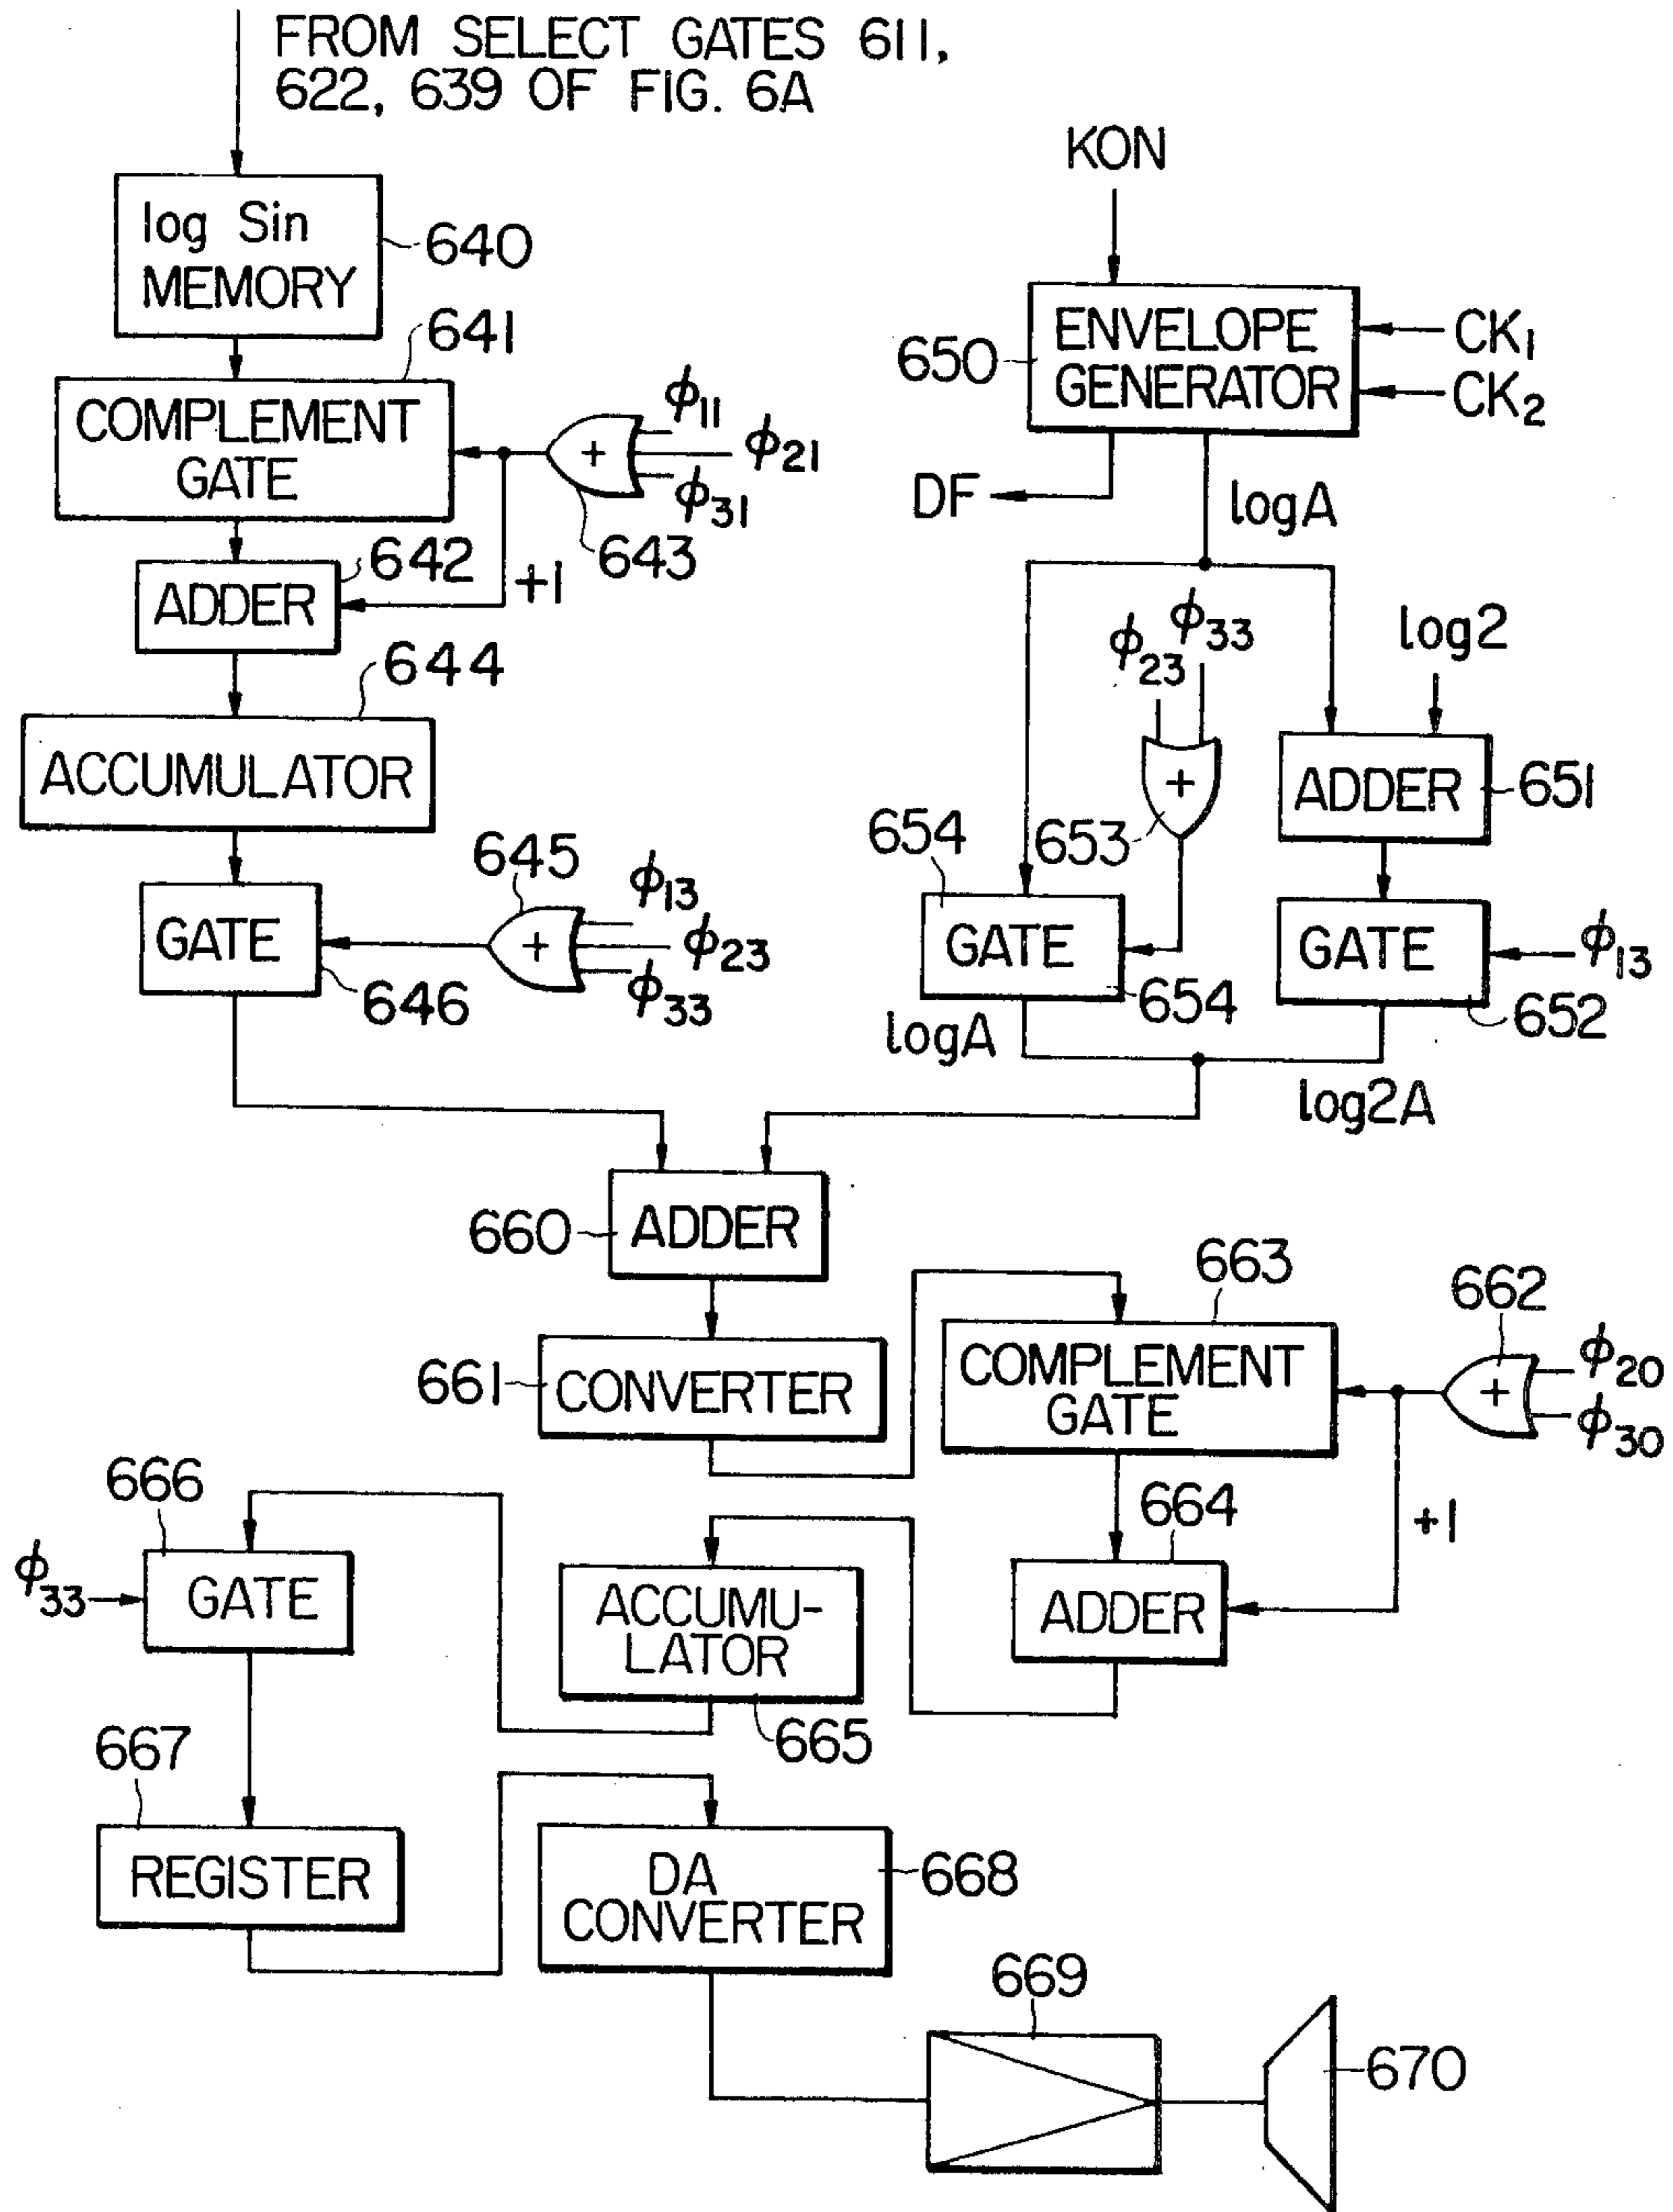 FROM SELECT GATES 611,
622, 639 OF FIG. 6A
log Sin
MEMORY
640
641
COMPLEMENT
GATE
ϕ11
ϕ21
ϕ31
+
643
642
+1
ADDER
644
ACCUMULATOR
645
ϕ13
ϕ23
ϕ33
+
GATE
646
KON
650
ENVELOPE
GENERATOR
CK1
CK2
DF
logA
ϕ23
ϕ33
log2
+
653
ADDER
651
654
GATE
654
GATE
ϕ13
652
logA
log2A
660
ADDER
661
CONVERTER
663
COMPLEMENT
GATE
662
+
ϕ20
ϕ30
+1
664
ADDER
666
ϕ33
GATE
ACCUMU-
LATOR
665
667
REGISTER
DA
CONVERTER
668
669
670